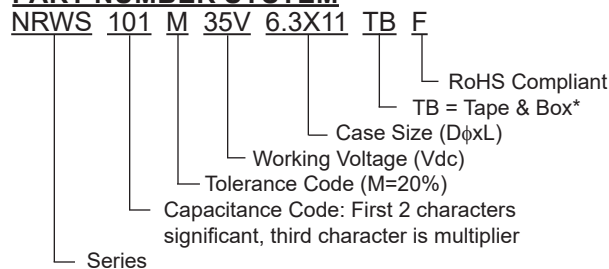 PART NUMBER SYSTEM
NRWS 101 M 35V 6.3X11 TB F
RoHS Compliant
TB = Tape & Box*
Case Size (DϕxL)
Working Voltage (Vdc)
Tolerance Code (M=20%)
Capacitance Code: First 2 characters
significant, third character is multiplier
Series